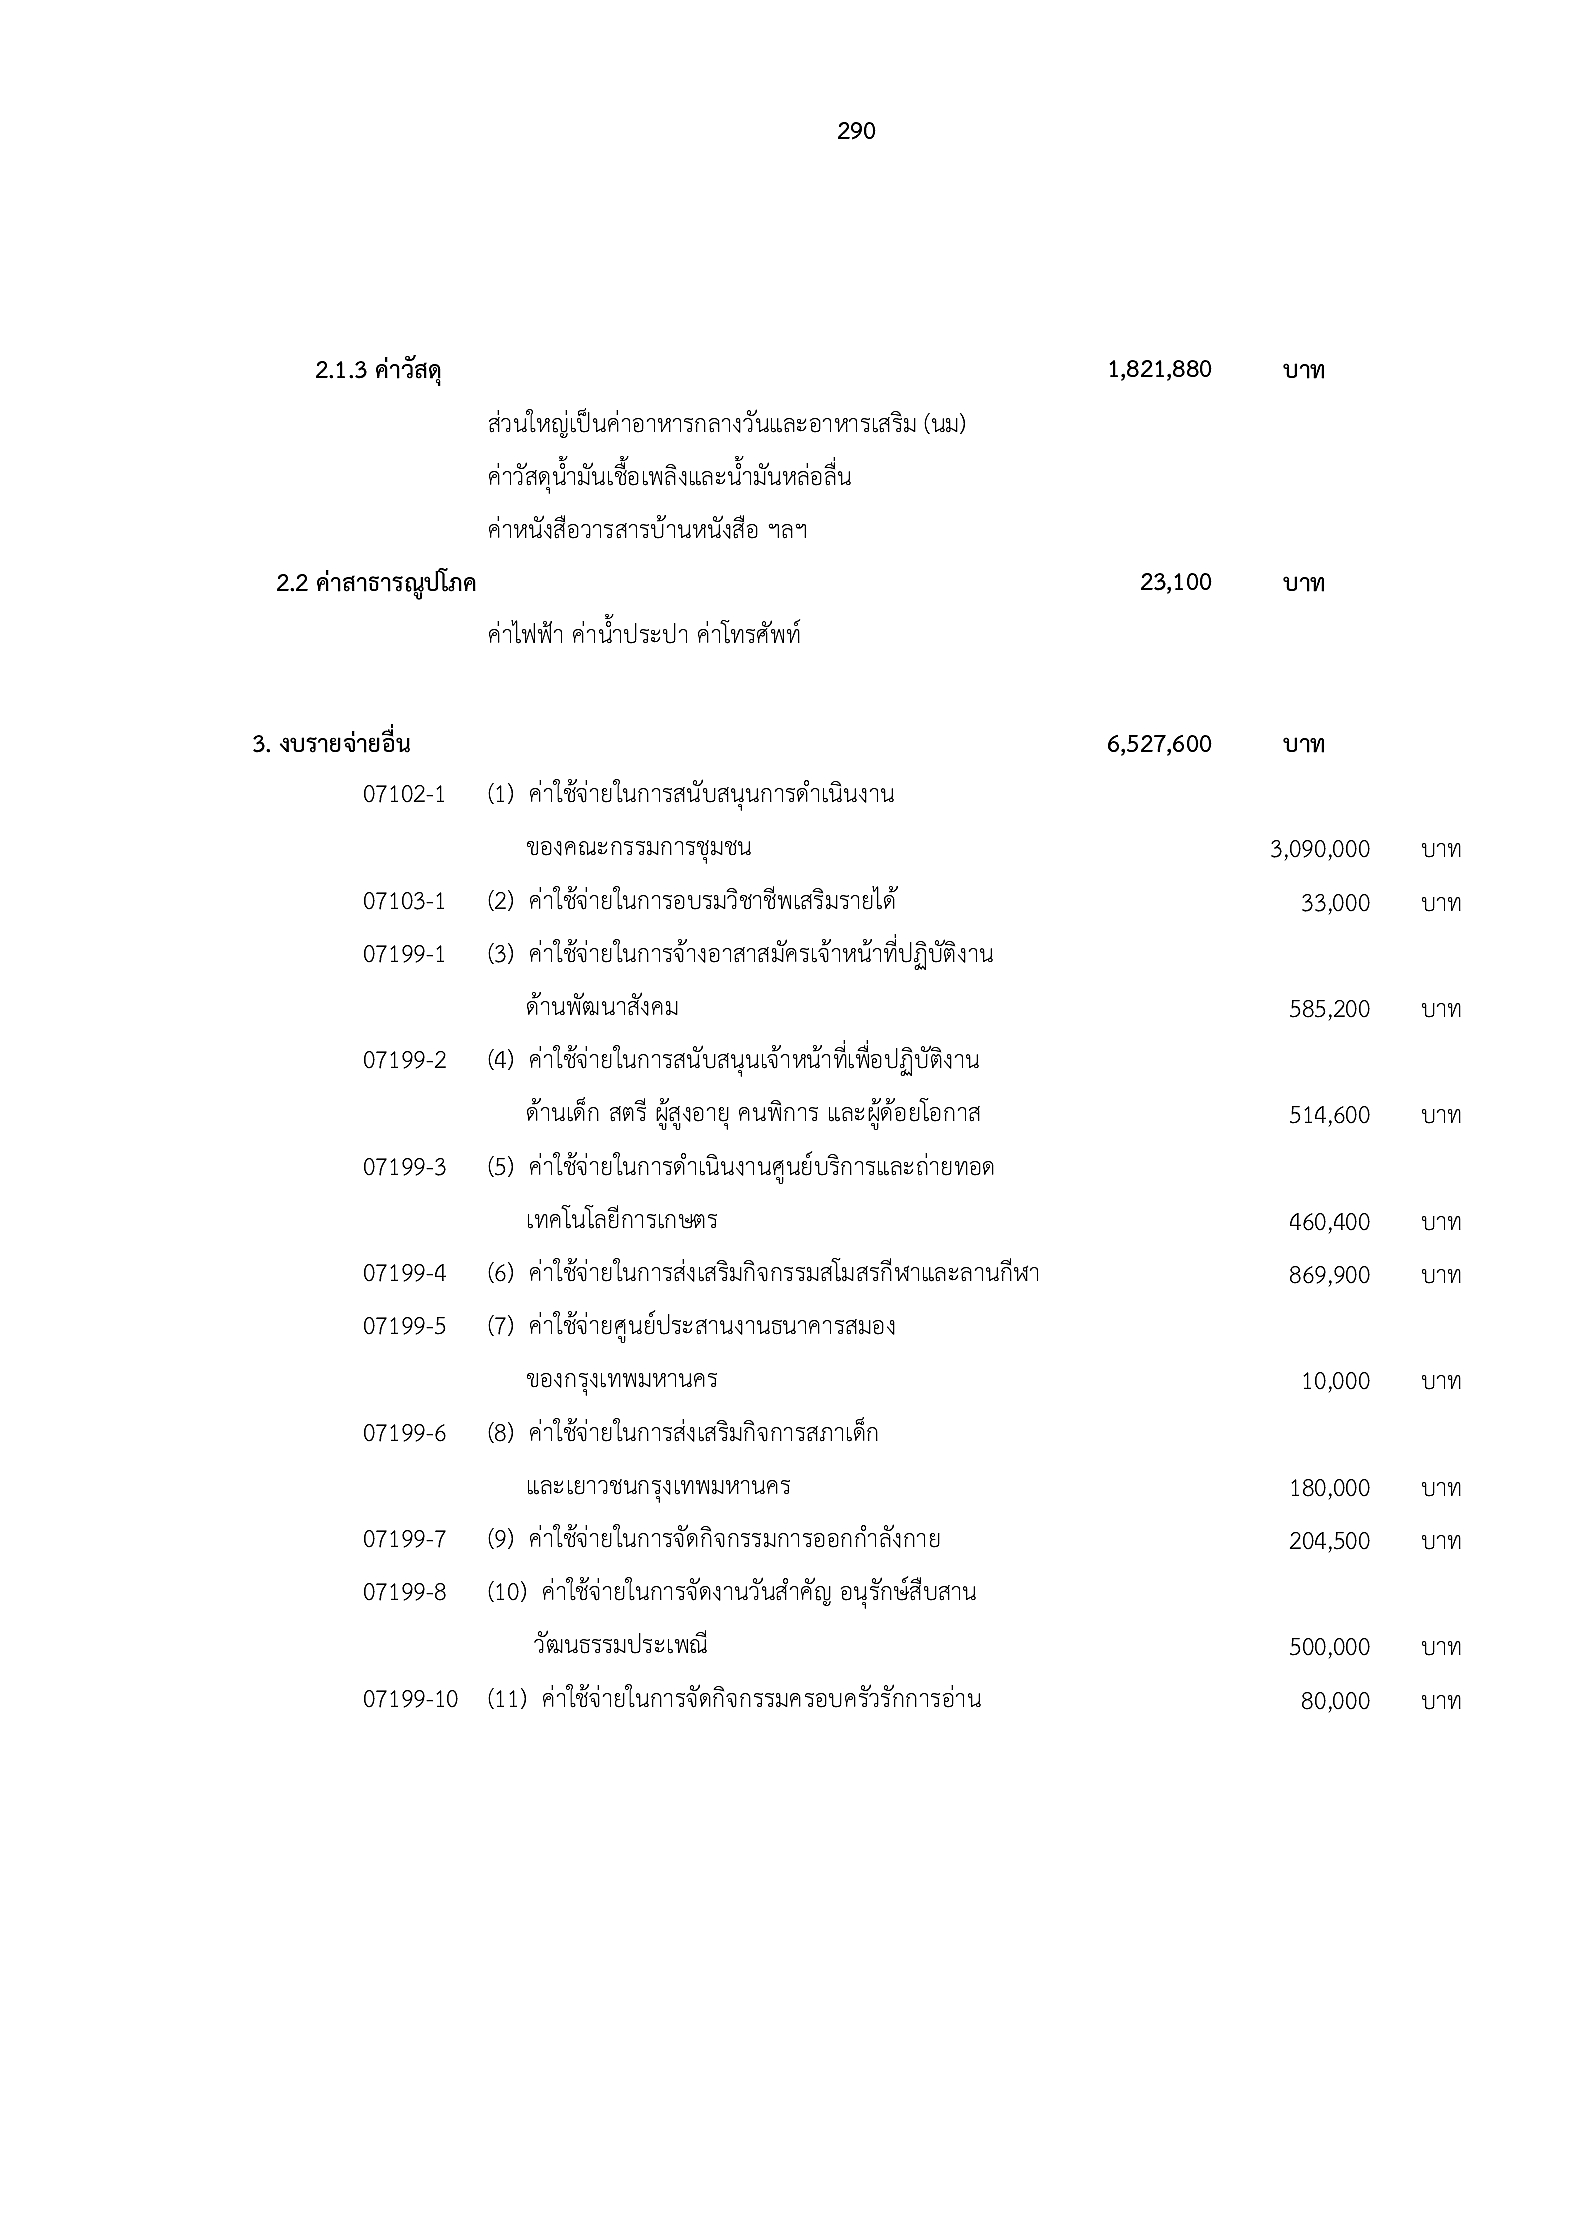 290
2.1.3 ค่าวัสดุ 1,821,880 บาท
ส่วนใหญ่เป็นค่าอาหารกลางวันและอาหารเสริม (นม)
ค่าวัสดุน้ำมันเชื้อเพลิงและน้ำมันหล่อลื่น
ค่าหนังสือวารสารบ้านหนังสือ ฯลฯ
2.2 ค่าสาธารณูปโภค 23,100 บาท
ค่าไฟฟ้า ค่าน้ำประปา ค่าโทรศัพท์
3. งบรายจ่ายอื่น 6,527,600 บาท
07102-1 (1) ค่าใช้จ่ายในการสนับสนุนการดำเนินงาน
ของคณะกรรมการชุมชน 3,090,000 บาท
07103-1 (2) ค่าใช้จ่ายในการอบรมวิชาชีพเสริมรายได้ 33,000 บาท
07199-1 (3) ค่าใช้จ่ายในการจ้างอาสาสมัครเจ้าหน้าที่ปฏิบัติงาน
ด้านพัฒนาสังคม 585,200 บาท
07199-2 (4) ค่าใช้จ่ายในการสนับสนุนเจ้าหน้าที่เพื่อปฏิบัติงาน
ด้านเด็ก สตรี ผู้สูงอายุ คนพิการ และผู้ด้อยโอกาส 514,600 บาท
07199-3 (5) ค่าใช้จ่ายในการดำเนินงานศูนย์บริการและถ่ายทอด
เทคโนโลยีการเกษตร 460,400 บาท
07199-4 (6) ค่าใช้จ่ายในการส่งเสริมกิจกรรมสโมสรกีฬาและลานกีฬา 869,900 บาท
07199-5 (7) ค่าใช้จ่ายศูนย์ประสานงานธนาคารสมอง
ของกรุงเทพมหานคร 10,000 บาท
07199-6 (8) ค่าใช้จ่ายในการส่งเสริมกิจการสภาเด็ก
และเยาวชนกรุงเทพมหานคร 180,000 บาท
07199-7 (9) ค่าใช้จ่ายในการจัดกิจกรรมการออกกำลังกาย 204,500 บาท
07199-8 (10) ค่าใช้จ่ายในการจัดงานวันสำคัญ อนุรักษ์สืบสาน
วัฒนธรรมประเพณี 500,000 บาท
07199-10 (11) ค่าใช้จ่ายในการจัดกิจกรรมครอบครัวรักการอ่าน 80,000 บาท